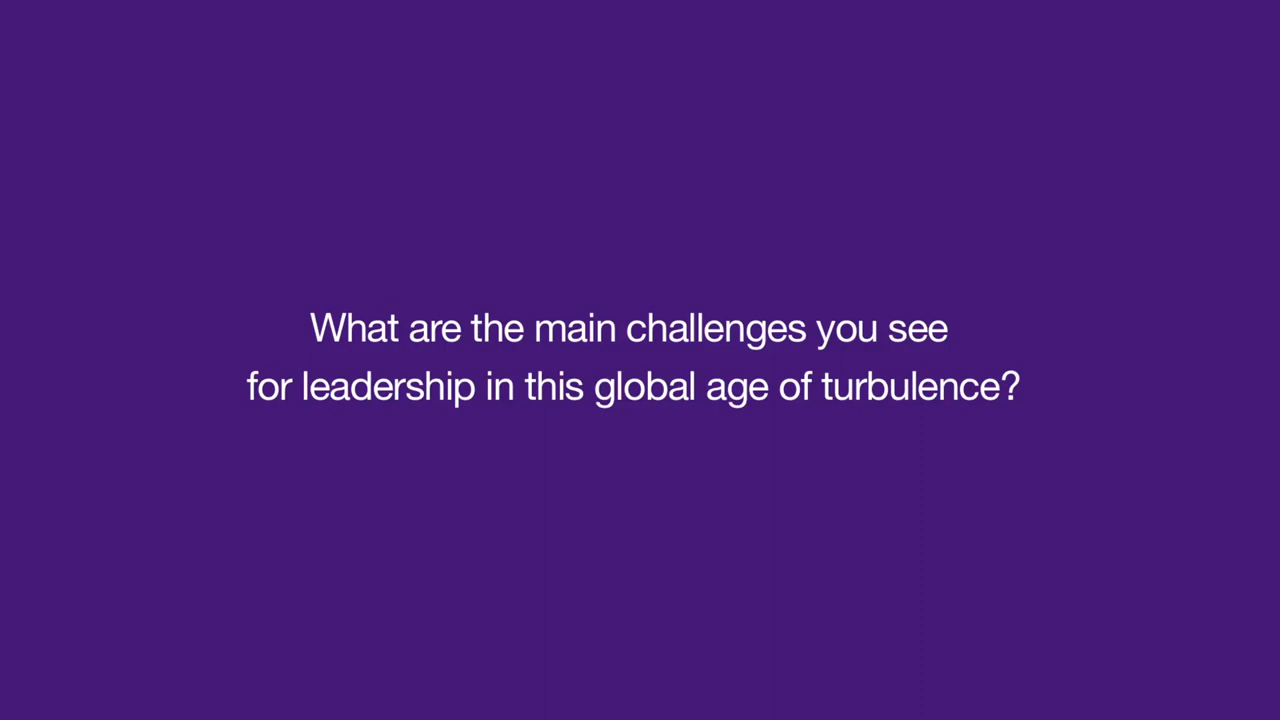 What are the main challenges you see
for leadership in this global age of turbulence?